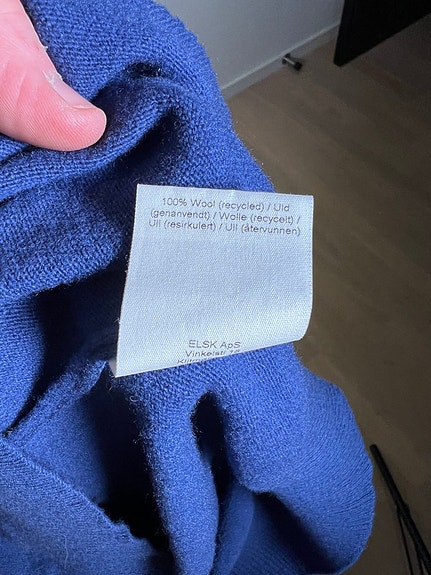 100% Wool (recycled) / Uld
(genanvendt) / Wolle (recycelt) /
Ull (resirkulert) / Ull (återvunnen)
ELSK ApS